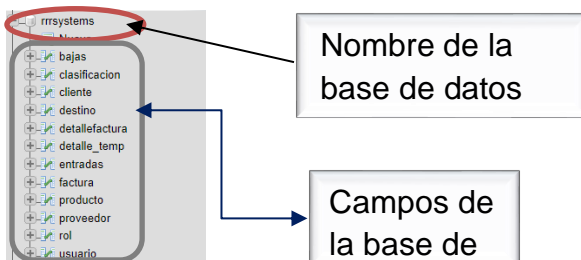 rrrsystems
Nueva
bajas
clasificacion
cliente
destino
detallefactura
detalle_temp
entradas
factura
producto
proveedor
rol
usuario
Nombre de la
base de datos
Campos de
la base de